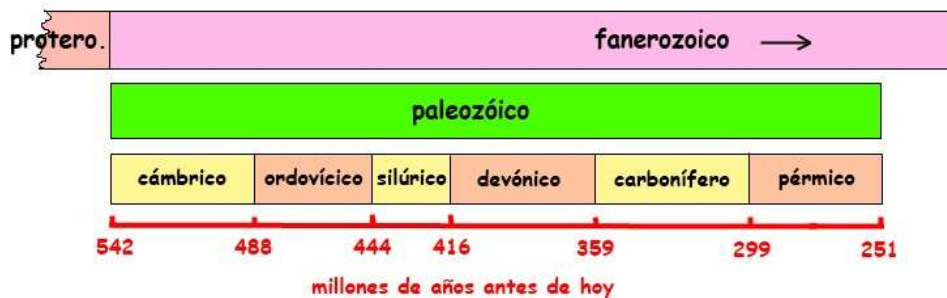 protero. fanerozoico →
paleozóico
cámbrico ordovícico silúrico devónico carbonífero pérmico
542 488 444 416 359 299 251
millones de años antes de hoy